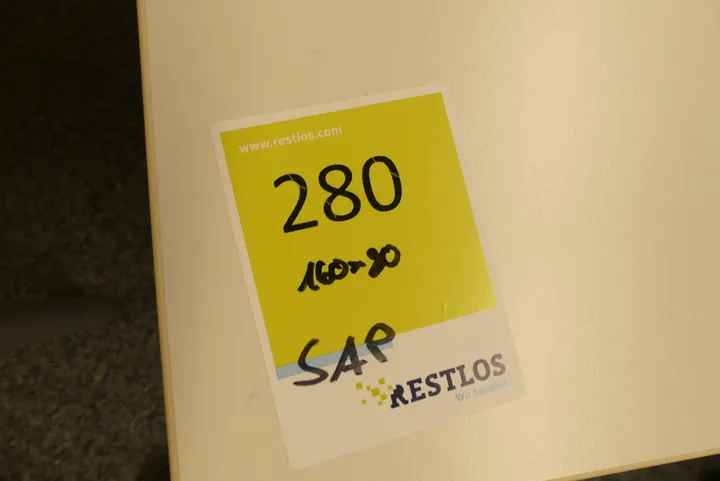 www.restlos.com
280
160x80
SAP
RESTLOS
Wir handeln.